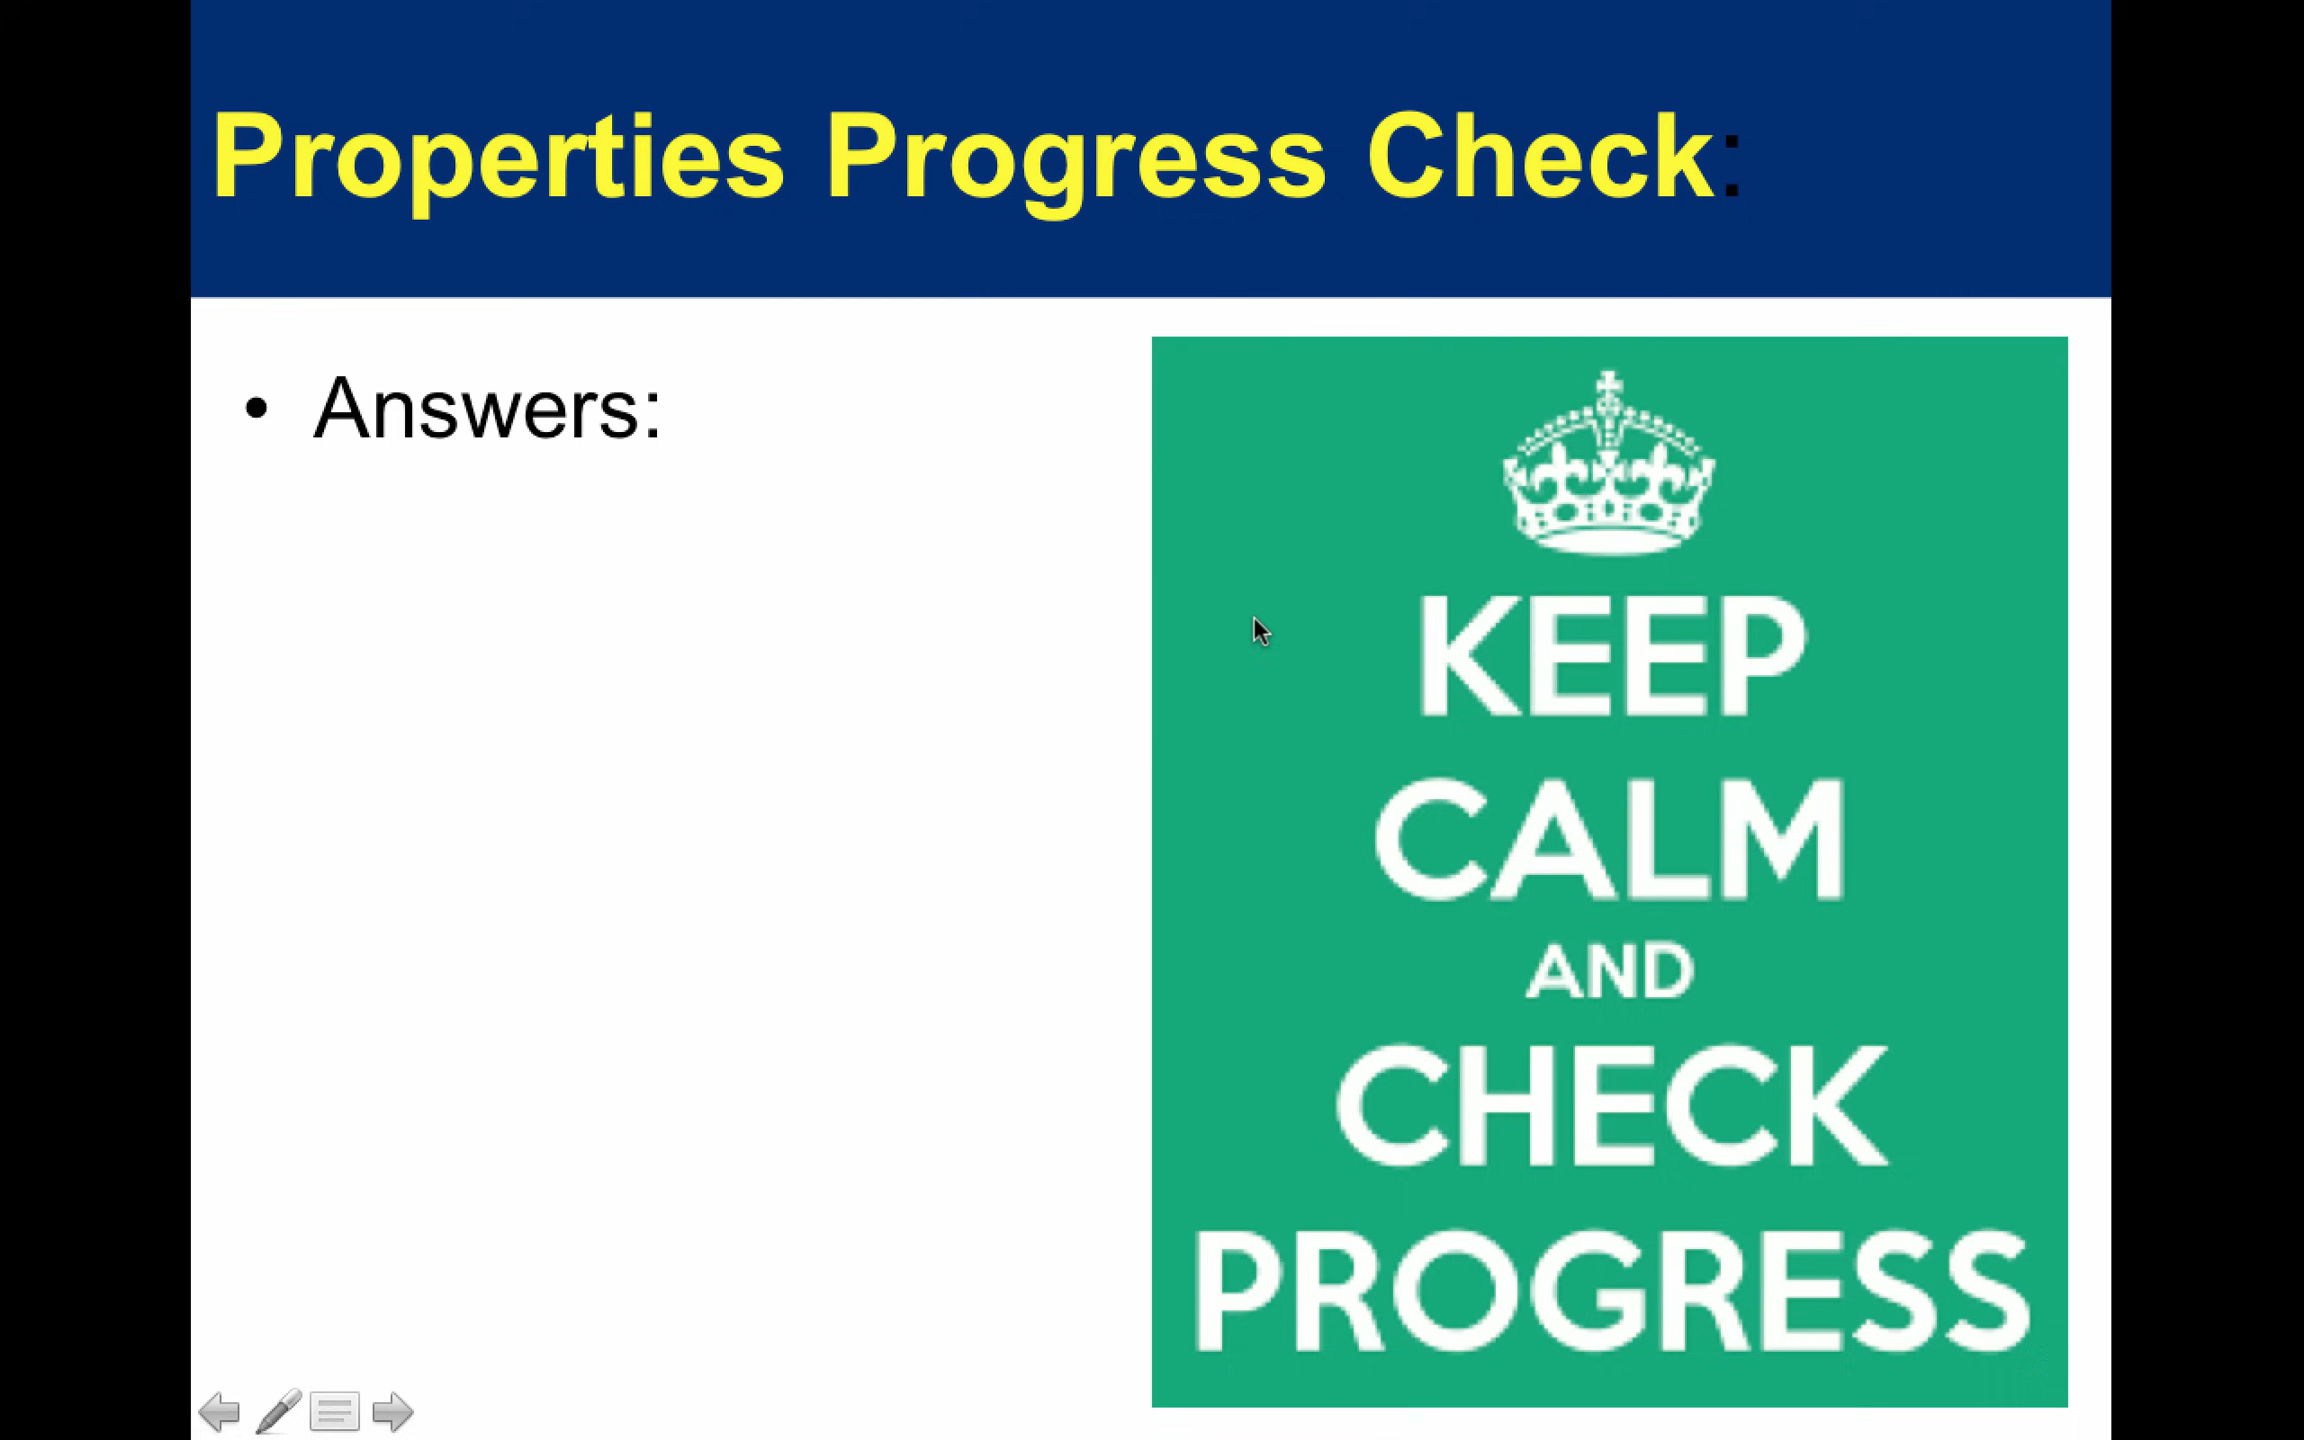 Properties Progress Check:
• Answers:
KEEP
CALM
AND
CHECK
PROGRESS